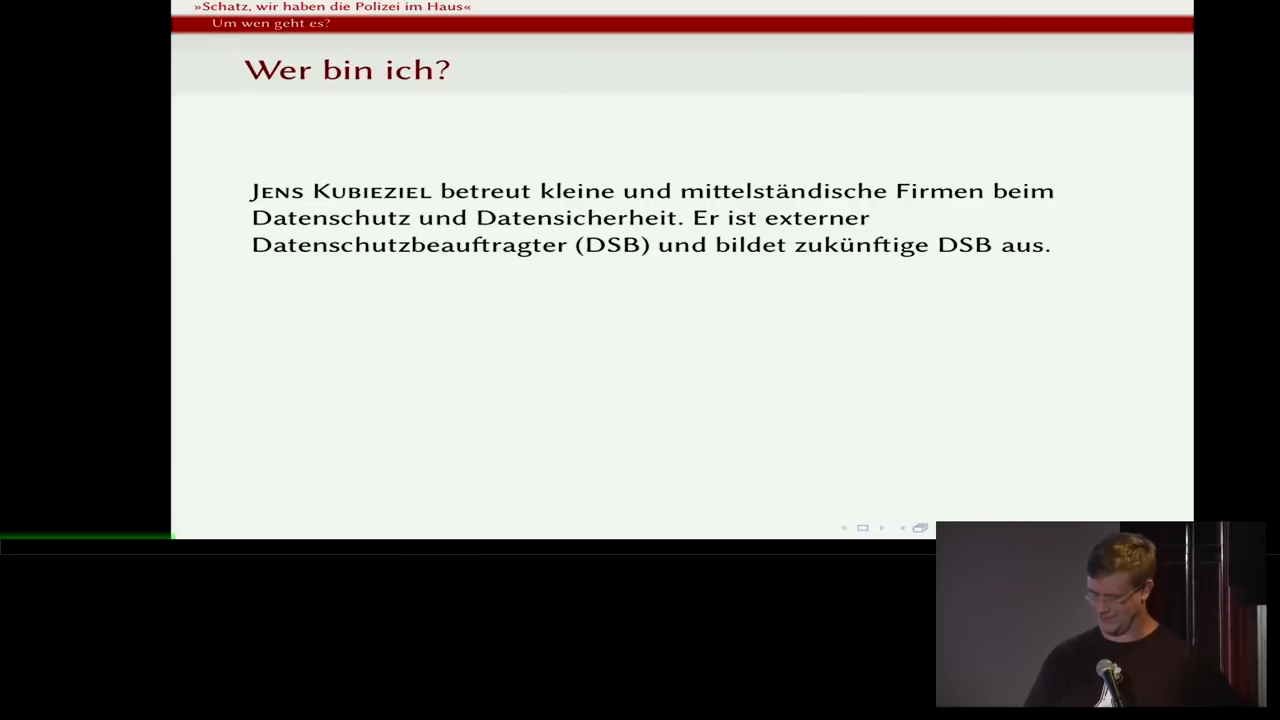 »Schatz, wir haben die Polizei im Haus«
Um wen geht es?
Wer bin ich?
Jens Kubieziel betreut kleine und mittelständische Firmen beim
Datenschutz und Datensicherheit. Er ist externer
Datenschutzbeauftragter (DSB) und bildet zukünftige DSB aus.